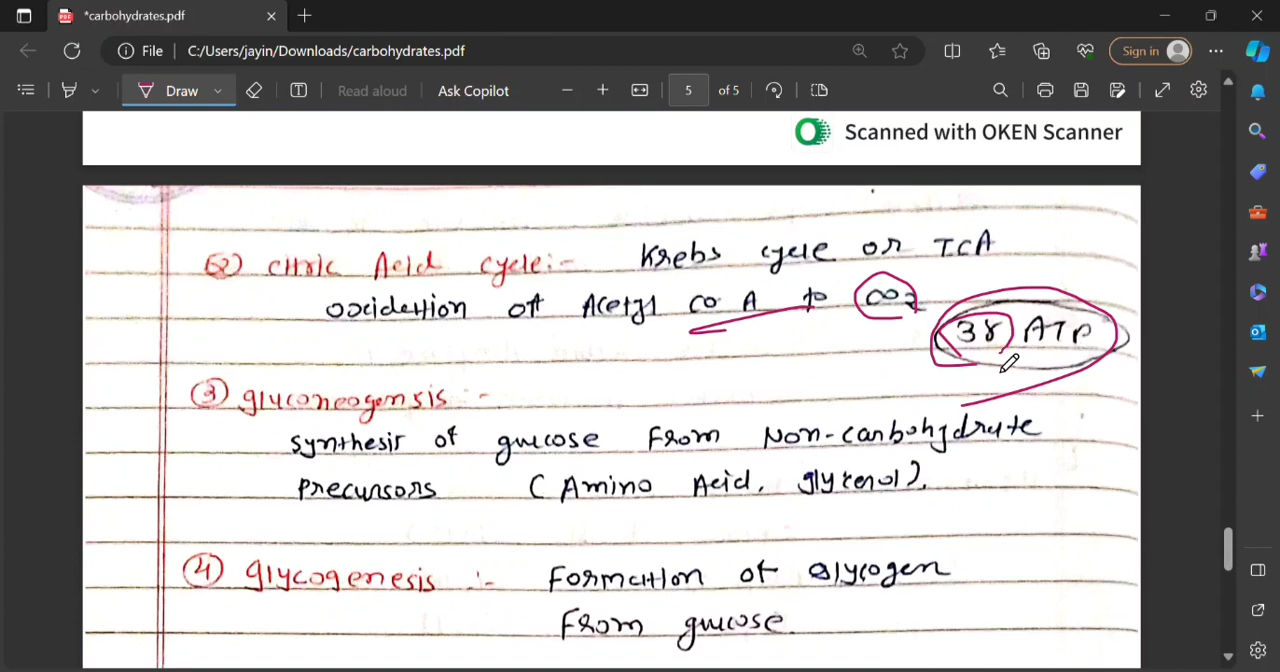 *carbohydrates.pdf
File C:/Users/jayin/Downloads/carbohydrates.pdf Sign in
Draw Read aloud Ask Copilot 5 of 5
Scanned with OKEN Scanner
(2) Citric Acid cycle:- Krebs cycle or TCA
oxidettion of Acetyl co A to CO2
38 ATP
(3) gluconeogensis :-
synthesis of glucose From Non-carbohydrate
precursors ( Amino Acid, glycerol).
(4) glycogenesis :- Formation of Glycogen
From glucose.